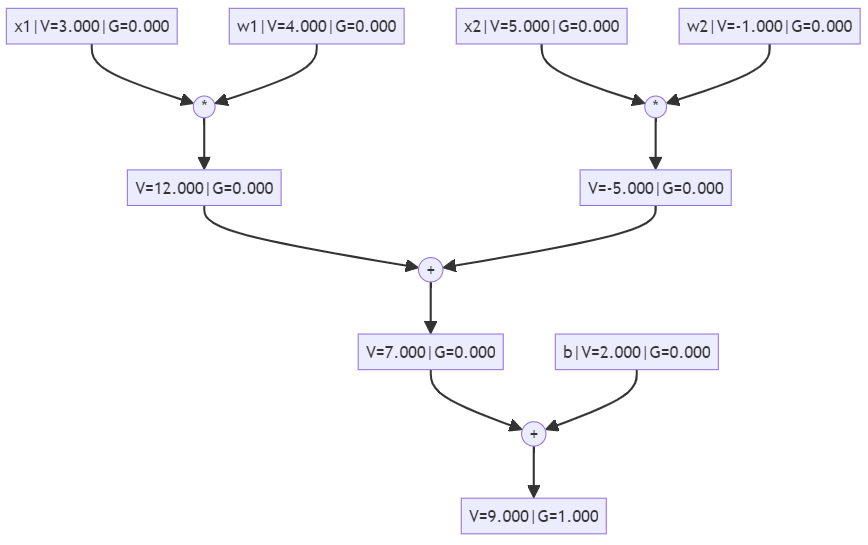 x1|V=3.000|G=0.000
w1|V=4.000|G=0.000
x2|V=5.000|G=0.000
w2|V=-1.000|G=0.000
*
*
V=12.000|G=0.000
V=-5.000|G=0.000
+
V=7.000|G=0.000
b|V=2.000|G=0.000
+
V=9.000|G=1.000